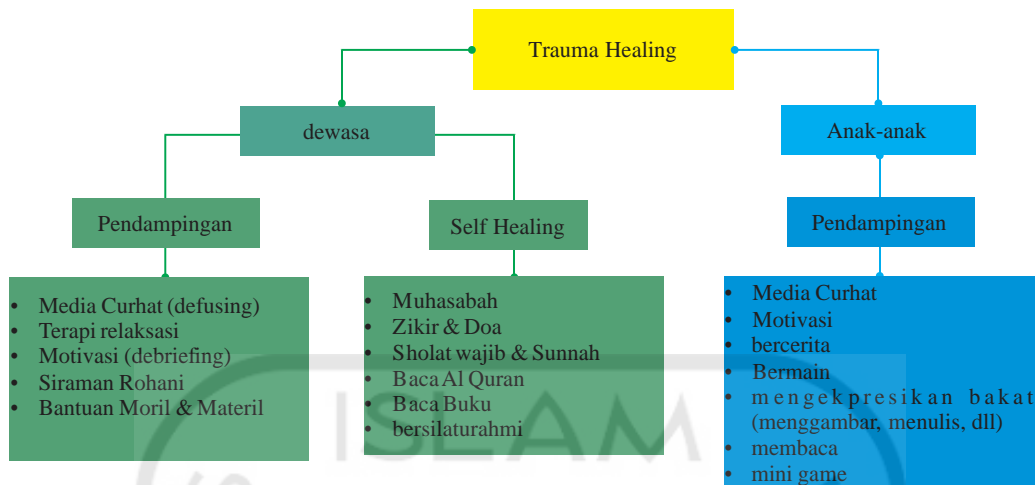 Trauma Healing
dewasa
Anak-anak
Pendampingan
Self Healing
Pendampingan
• Media Curhat (defusing)
• Terapi relaksasi
• Motivasi (debriefing)
• Siraman Rohani
• Bantuan Moril & Materil
• Muhasabah
• Zikir & Doa
• Sholat wajib & Sunnah
• Baca Al Quran
• Baca Buku
• bersilaturahmi
• Media Curhat
• Motivasi
• bercerita
• Bermain
• mengekpresikan bakat
(menggambar, menulis, dll)
• membaca
• mini game
ISLAM